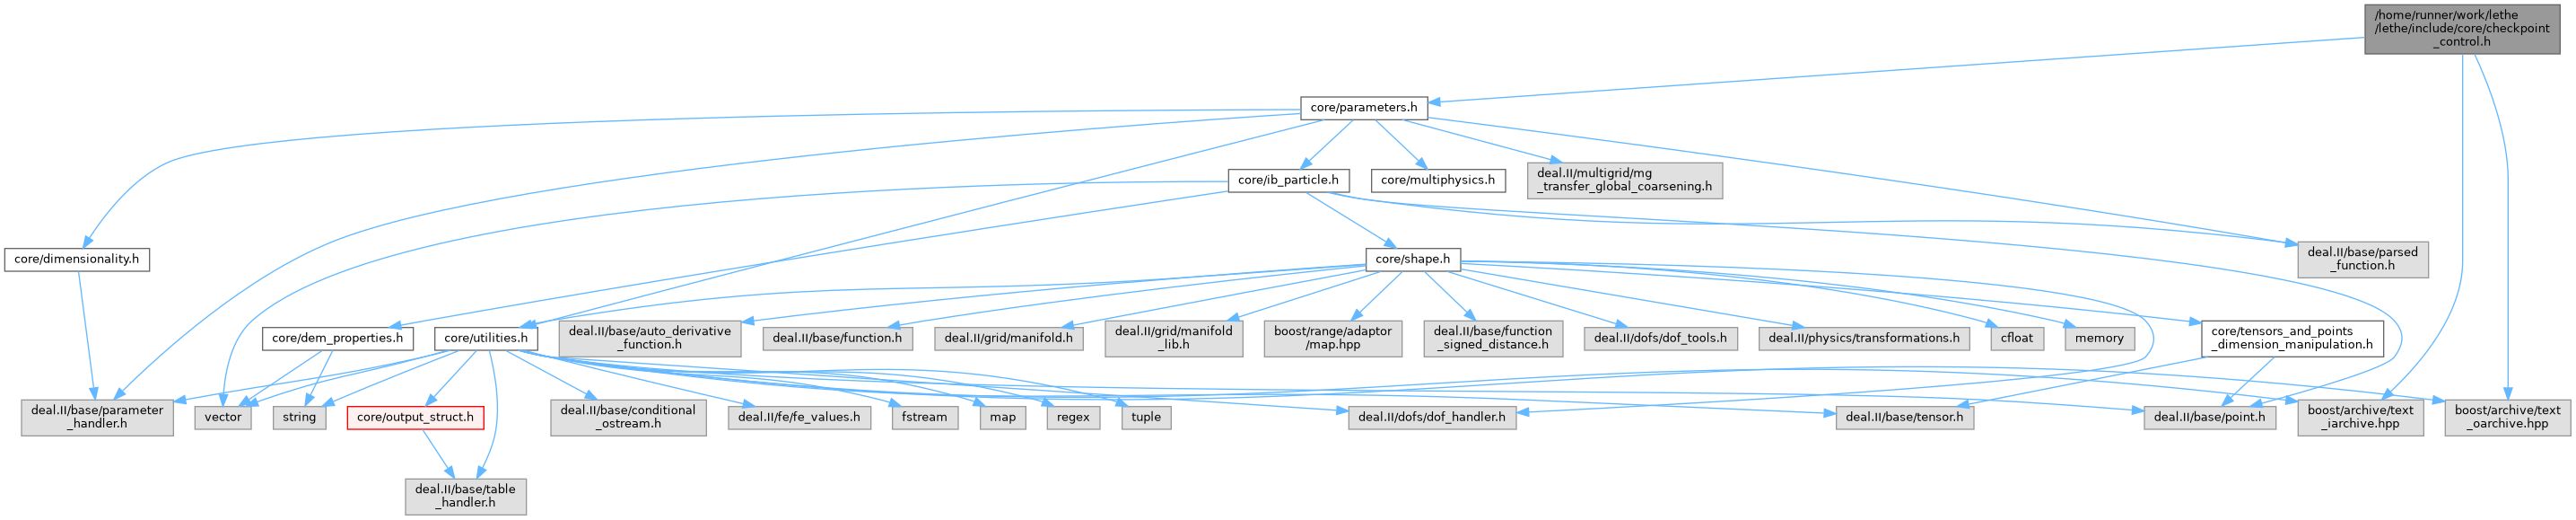 /home/runner/work/lethe
/lethe/include/core/checkpoint
_control.h
core/parameters.h
core/ib_particle.h
core/multiphysics.h
deal.II/multigrid/mg
_transfer_global_coarsening.h
core/dimensionality.h
core/shape.h
deal.II/base/parsed
_function.h
core/dem_properties.h
core/utilities.h
deal.II/base/auto_derivative
_function.h
deal.II/base/function.h
deal.II/grid/manifold.h
deal.II/grid/manifold
_lib.h
boost/range/adaptor
/map.hpp
deal.II/base/function
_signed_distance.h
deal.II/dofs/dof_tools.h
deal.II/physics/transformations.h
cfloat
memory
core/tensors_and_points
_dimension_manipulation.h
deal.II/base/parameter
_handler.h
vector
string
core/output_struct.h
deal.II/base/conditional
_ostream.h
deal.II/fe/fe_values.h
fstream
map
regex
tuple
deal.II/dofs/dof_handler.h
deal.II/base/tensor.h
deal.II/base/point.h
boost/archive/text
_iarchive.hpp
boost/archive/text
_oarchive.hpp
deal.II/base/table
_handler.h